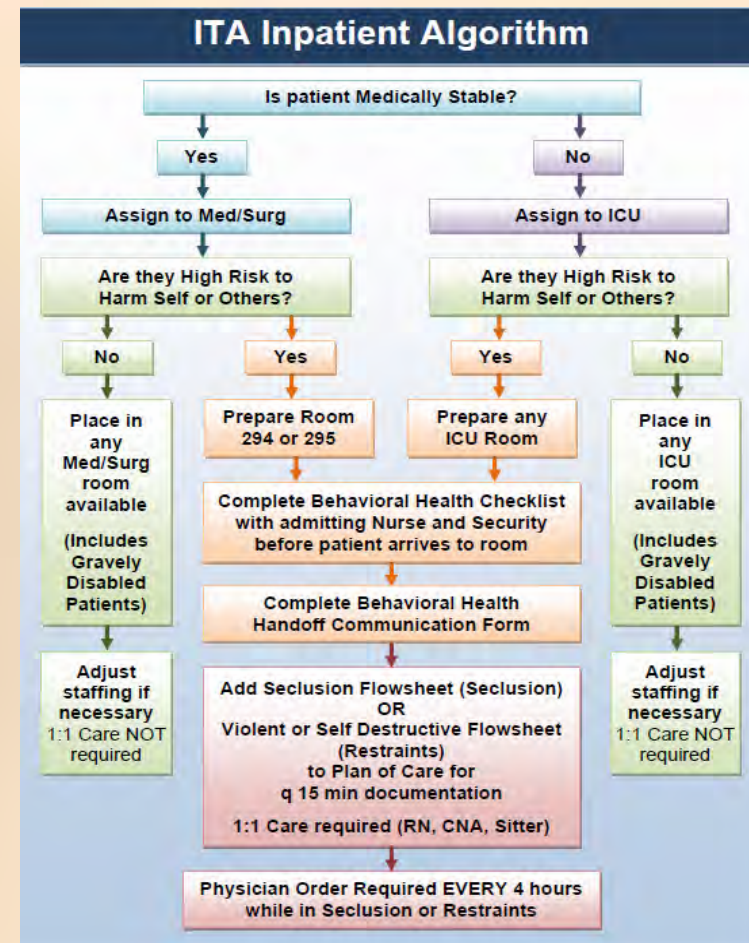 ITA Inpatient Algorithm
Is patient Medically Stable?
Yes
No
Assign to Med/Surg
Assign to ICU
Are they High Risk to
Harm Self or Others?
Are they High Risk to
Harm Self or Others?
No
Yes
Yes
No
Place in
any
Med/Surg
room
available
(Includes
Gravely
Disabled
Patients)
Prepare Room
294 or 295
Prepare any
ICU Room
Place in
any
ICU
room
available
(Includes
Gravely
Disabled
Patients)
Complete Behavioral Health Checklist
with admitting Nurse and Security
before patient arrives to room
Complete Behavioral Health
Handoff Communication Form
Adjust
staffing if
necessary
1:1 Care NOT
required
Add Seclusion Flowsheet (Seclusion)
OR
Violent or Self Destructive Flowsheet
(Restraints)
to Plan of Care for
q 15 min documentation
1:1 Care required (RN, CNA, Sitter)
Adjust
staffing if
necessary
1:1 Care NOT
required
Physician Order Required EVERY 4 hours
while in Seclusion or Restraints